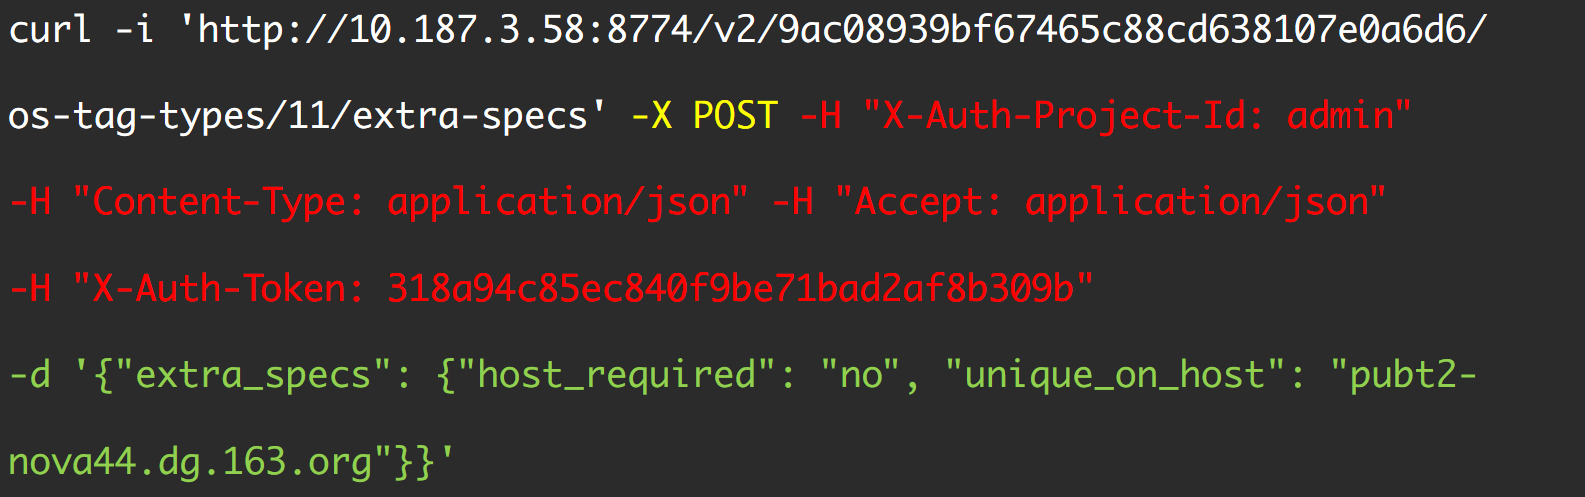 curl -i 'http://10.187.3.58:8774/v2/9ac08939bf67465c88cd638107e0a6d6/
os-tag-types/11/extra-specs' -X POST -H "X-Auth-Project-Id: admin"
-H "Content-Type: application/json" -H "Accept: application/json"
-H "X-Auth-Token: 318a94c85ec840f9be71bad2af8b309b"
-d '{"extra_specs": {"host_required": "no", "unique_on_host": "pubt2-
nova44.dg.163.org"}}'